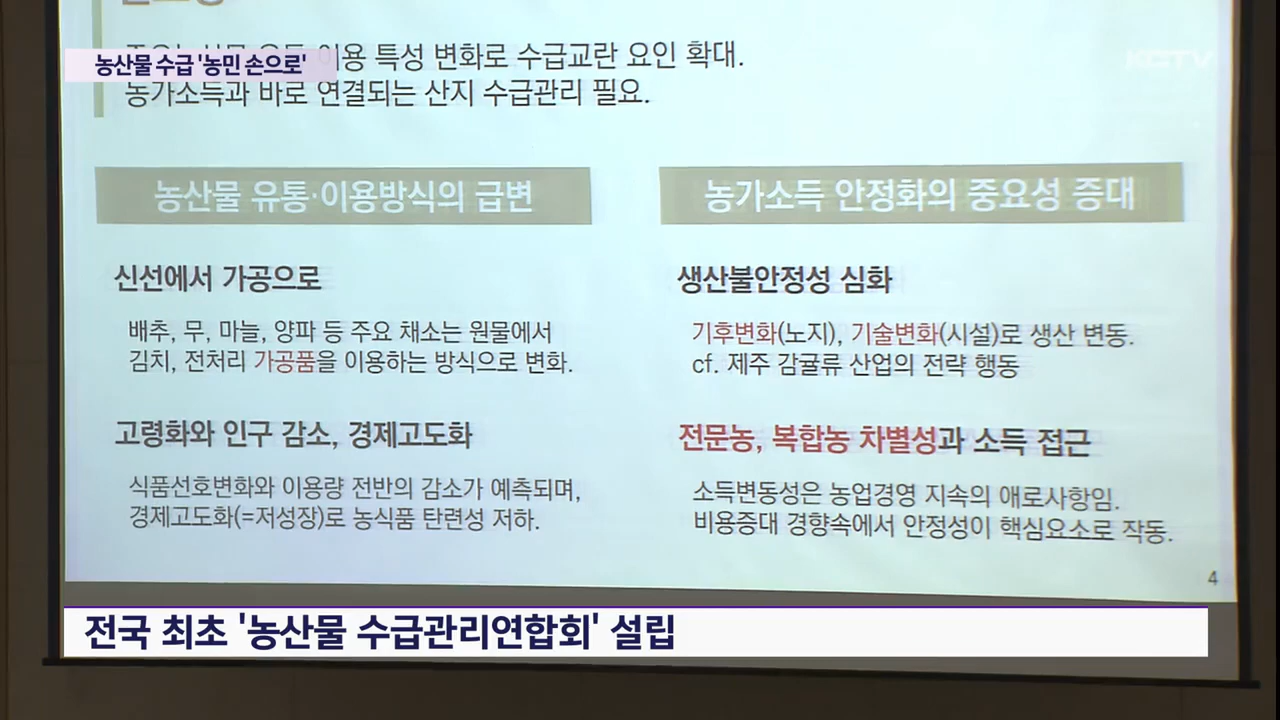 농산물 수급 '농민 손으로'
KCTV
이용 특성 변화로 수급교란 요인 확대.
농가소득과 바로 연결되는 산지 수급관리 필요.
농산물 유통·이용방식의 급변
신선에서 가공으로
배추, 무, 마늘, 양파 등 주요 채소는 원물에서
김치, 전처리 가공품을 이용하는 방식으로 변화.
고령화와 인구 감소, 경제고도화
식품선호변화와 이용량 전반의 감소가 예측되며,
경제고도화(=저성장)로 농식품 탄련성 저하.
농가소득 안정화의 중요성 증대
생산불안정성 심화
기후변화(노지), 기술변화(시설)로 생산 변동.
cf. 제주 감귤류 산업의 전략 행동
전문농, 복합농 차별성과 소득 접근
소득변동성은 농업경영 지속의 애로사항임.
비용증대 경향속에서 안정성이 핵심요소로 작동.
4
전국 최초 '농산물 수급관리연합회' 설립